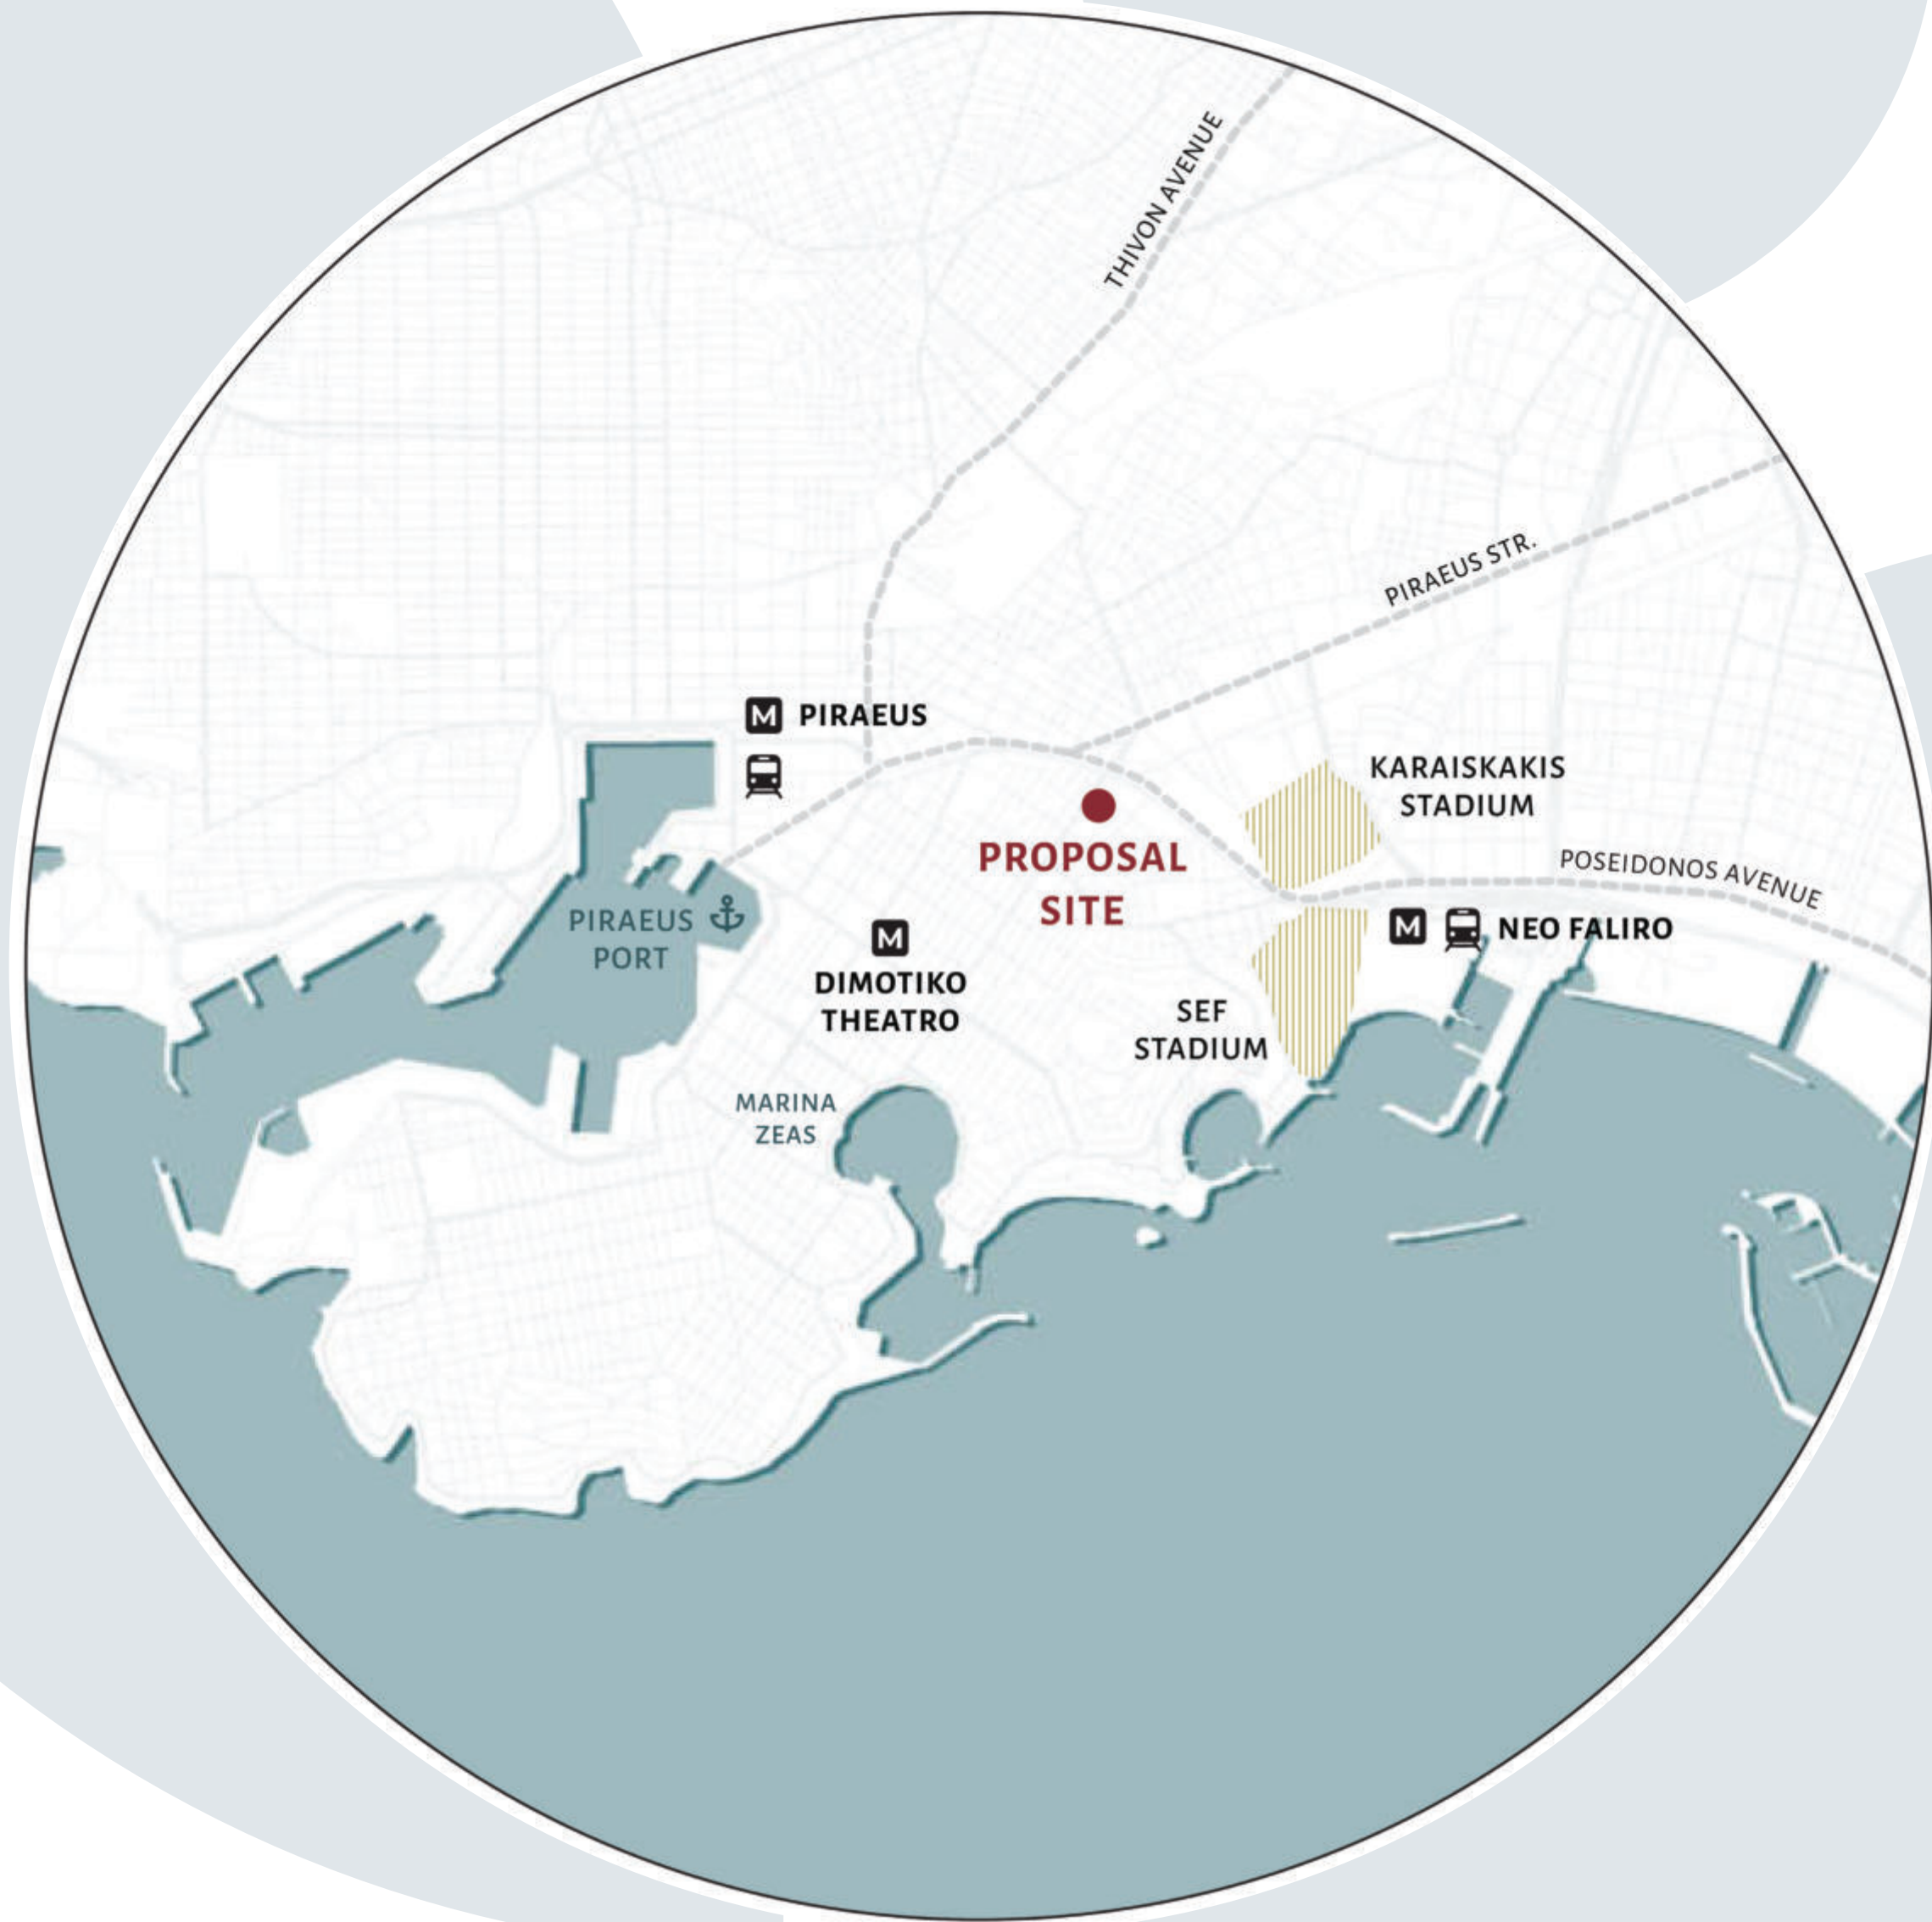 THIVON AVENUE
PIRAEUS STR.
M PIRAEUS
KARAISKAKIS
STADIUM
PROPOSAL
SITE
POSEIDONOS AVENUE
PIRAEUS
PORT
M
DIMOTIKO
THEATRO
M NEO FALIRO
SEF
STADIUM
MARINA
ZEAS